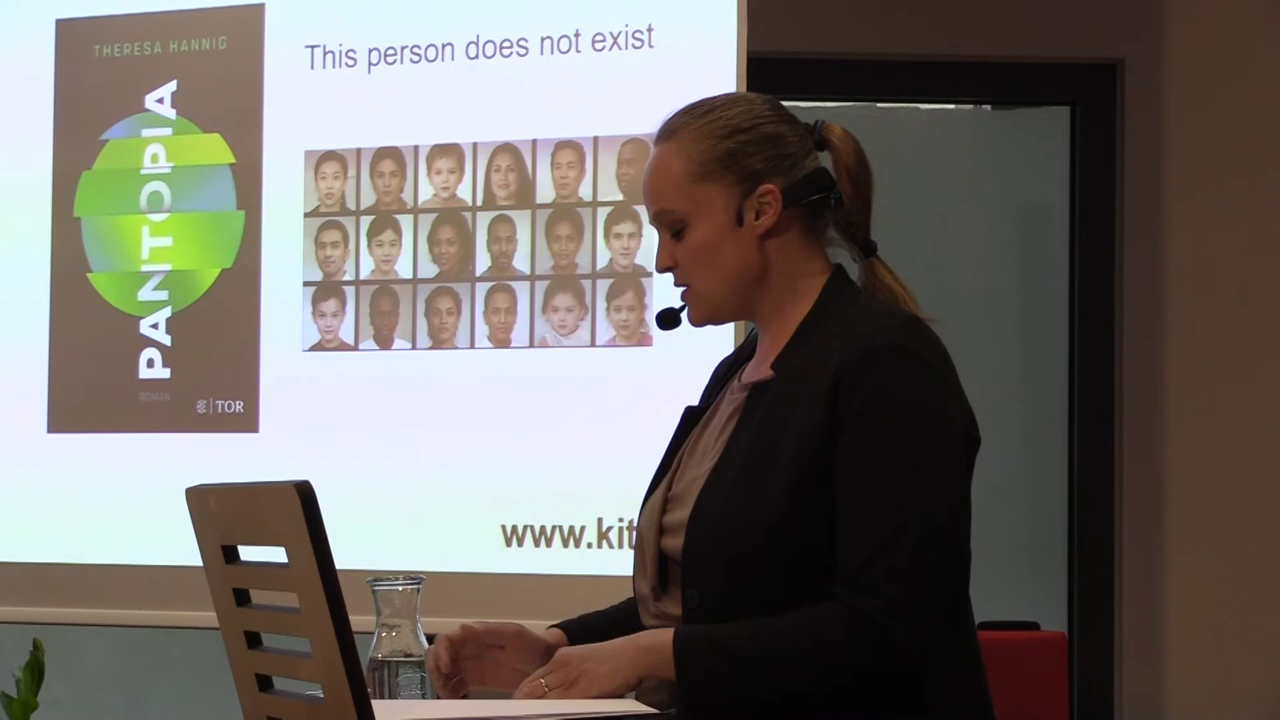 THERESA HANNIG
PANTOPIA
ROMAN
TOR
This person does not exist
www.kit